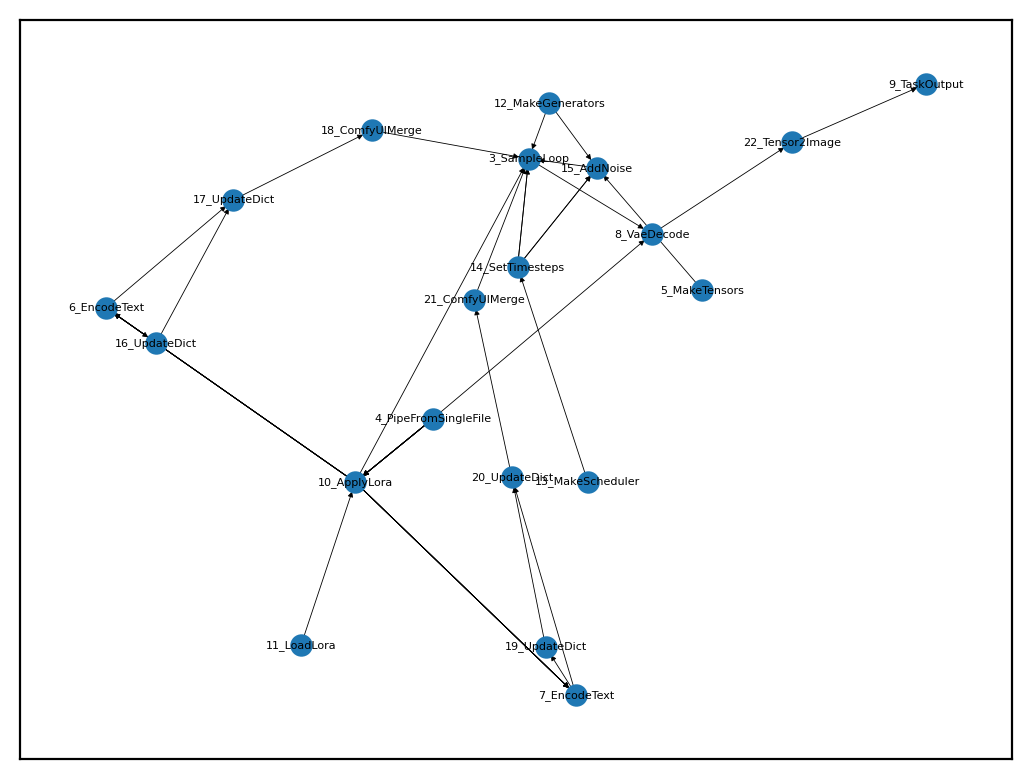 9_TaskOutput
12_MakeGenerators
18_ComfyUIMerge
22_Tensor2Image
3_SampleLoop
15_AddNoise
17_UpdateDict
8_VaeDecode
14_SetTimesteps
5_MakeTensors
21_ComfyUIMerge
6_EncodeText
16_UpdateDict
4_PipeFromSingleFile
20_UpdateDict
13_MakeScheduler
10_ApplyLora
11_LoadLora
19_UpdateDict
7_EncodeText